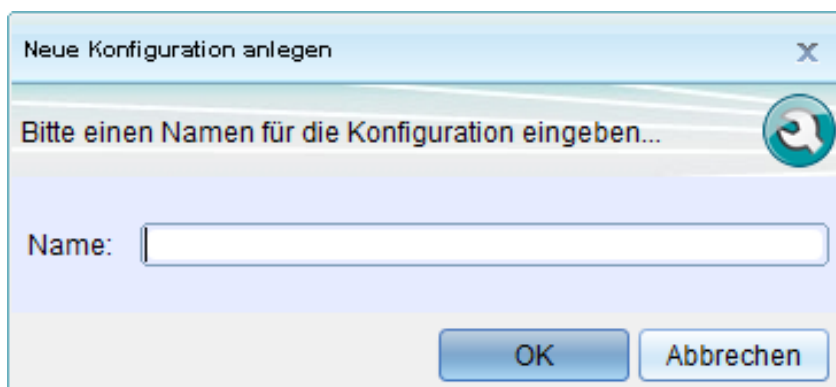 Neue Konfiguration anlegen
Bitte einen Namen für die Konfiguration eingeben...
Name:
OK Abbrechen